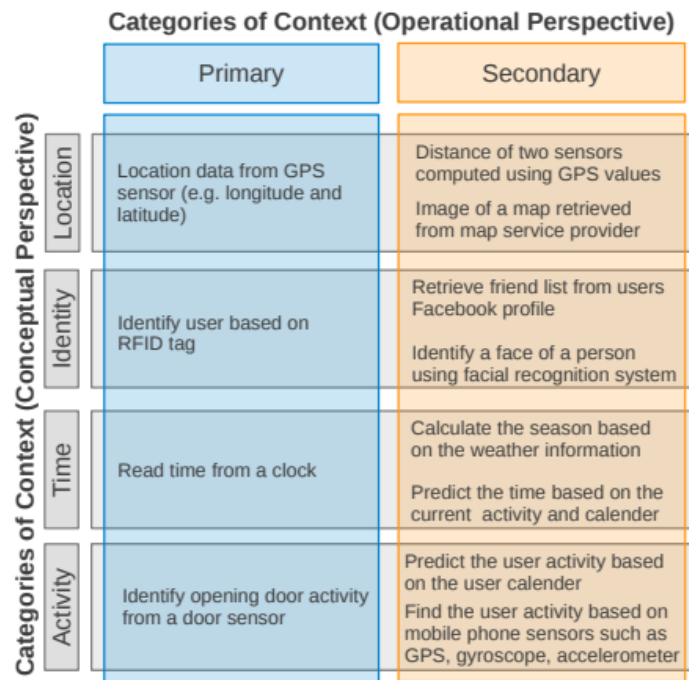 Categories of Context (Operational Perspective)
Primary
Secondary
Categories of Context (Conceptual Perspective)
Location
Location data from GPS
sensor (e.g. longitude and
latitude)
Distance of two sensors
computed using GPS values
Image of a map retrieved
from map service provider
Identity
Identify user based on
RFID tag
Retrieve friend list from users
Facebook profile
Identify a face of a person
using facial recognition system
Time
Read time from a clock
Calculate the season based
on the weather information
Predict the time based on the
current activity and calender
Activity
Identify opening door activity
from a door sensor
Predict the user activity based
on the user calender
Find the user activity based on
mobile phone sensors such as
GPS, gyroscope, accelerometer